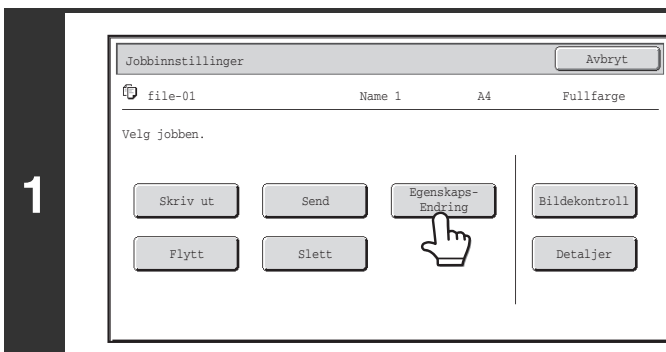 1
Jobbinnstillinger Avbryt
file-01 Name 1 A4 Fullfarge
Velg jobben.
Skriv ut Send Egenskaps-
Endring Bildekontroll
Flytt Slett Detaljer